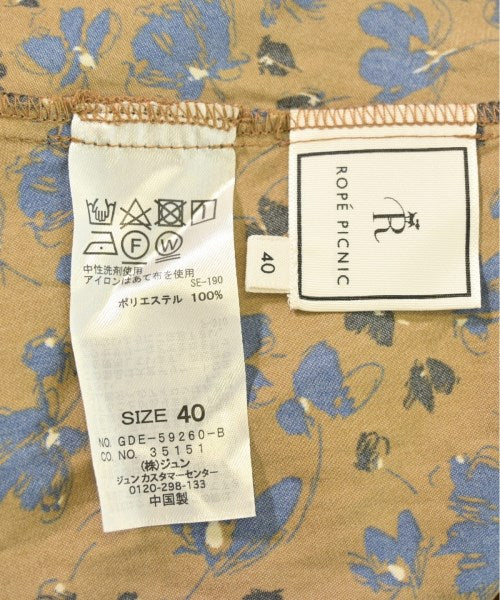 F W
中性洗剤使用
アイロンはあて布を使用
SE-190
ポリエステル 100%
SIZE 40
NO. GDE-59260-B
CO. NO. 35151
(株)ジュン
ジュン カスタマーセンター
0120-298-133
中国製
R
ROPÉ PICNIC
40